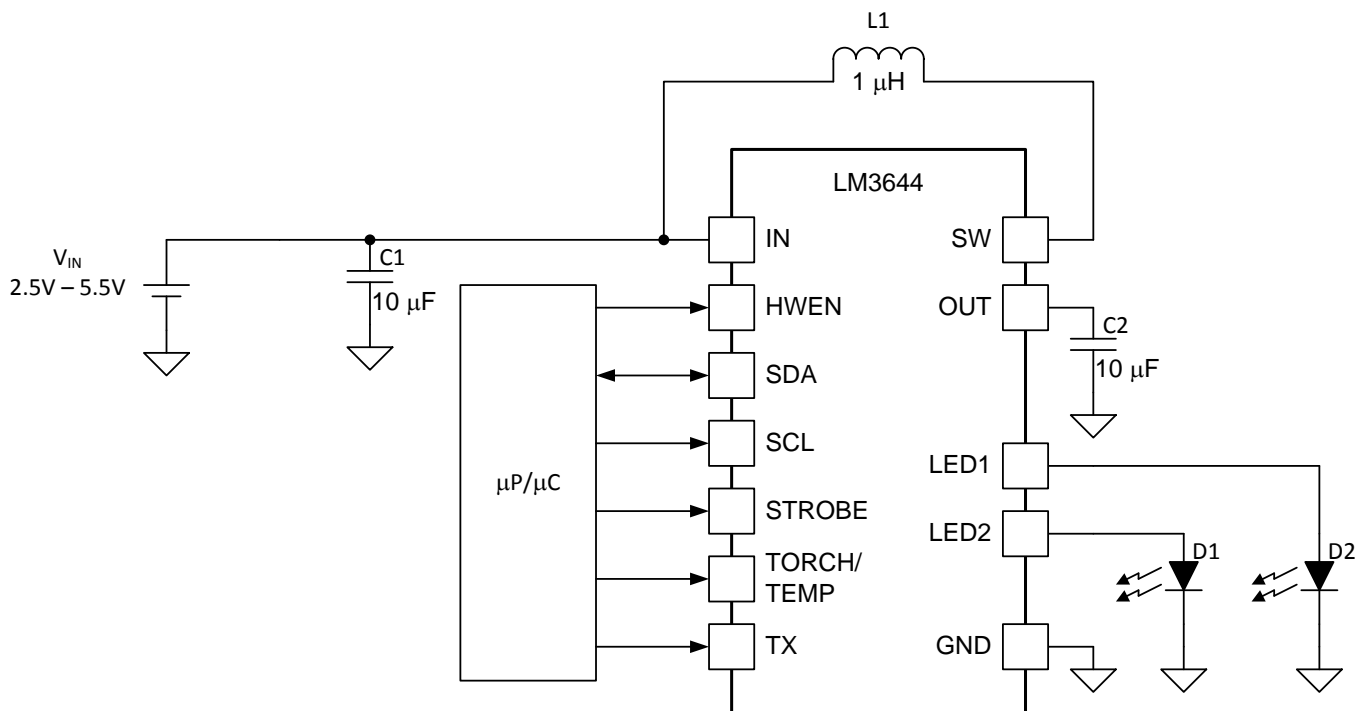 L1
1 μH
LM3644
IN
SW
C1
10 μF
VIN
2.5V – 5.5V
HWEN
OUT
C2
10 μF
SDA
SCL
LED1
μP/μC
STROBE
LED2
D1
D2
TORCH/
TEMP
TX
GND